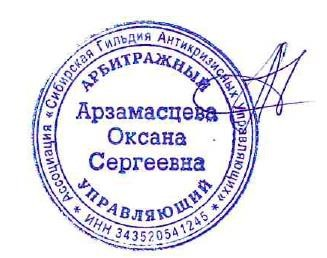 Ассоциация «Сибирская Гильдия Антикризисных Управляющих»
* ИНН 343520541245 *
АРБИТРАЖНЫЙ
Арзамасцева
Оксана
Сергеевна
УПРАВЛЯЮЩИЙ